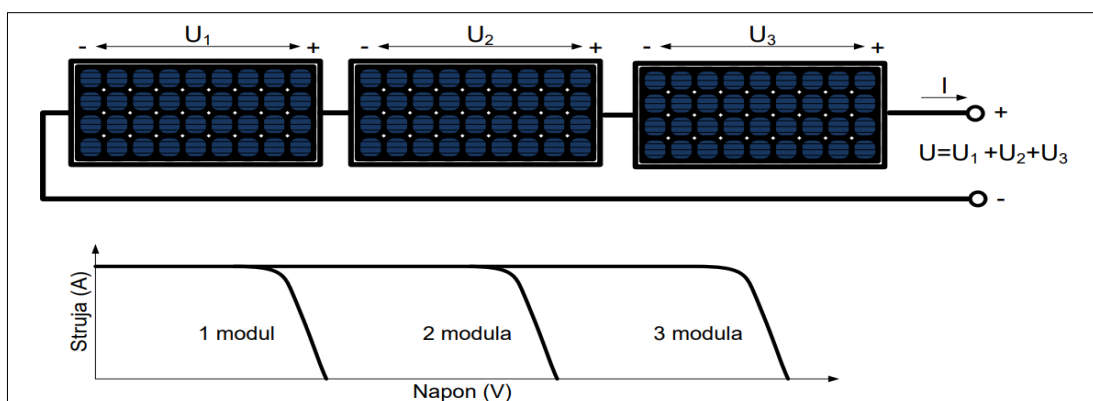 - U₁ +
- U₂ +
- U₃ +
I
+
U=U₁ +U₂+U₃
-
Struja (A)
1 modul
2 modula
3 modula
Napon (V)